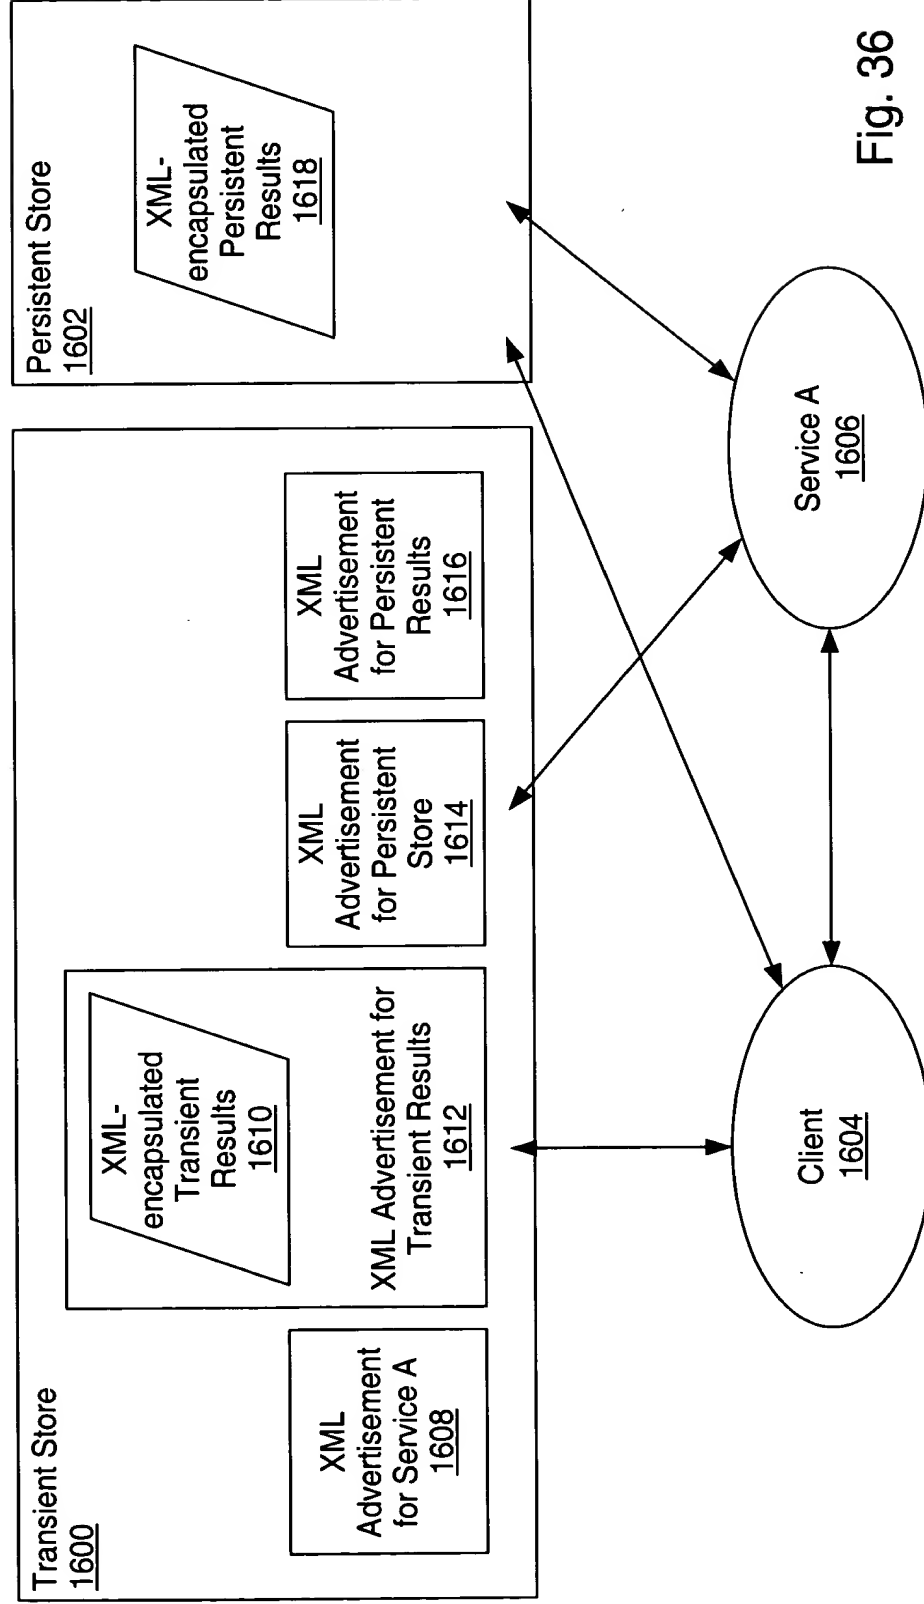 Transient Store
1600
XML
Advertisement
for Service A
1608
XML-
encapsulated
Transient
Results
1610
XML Advertisement for
Transient Results
1612
XML
Advertisement
for Persistent
Store
1614
XML
Advertisement
for Persistent
Results
1616
Persistent Store
1602
XML-
encapsulated
Persistent
Results
1618
Client
1604
Service A
1606
Fig. 36